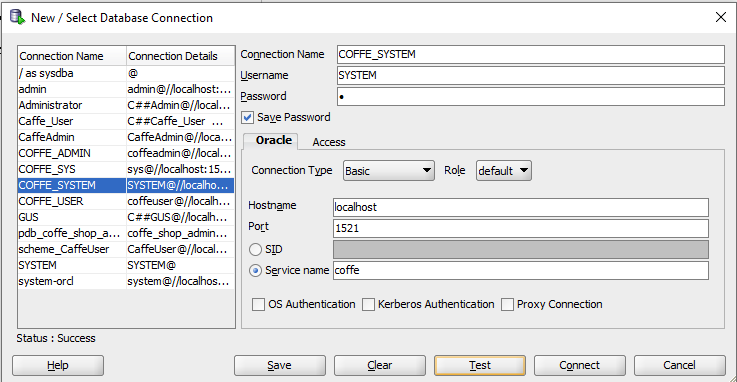 New / Select Database Connection
Connection Name Connection Details
/ as sysdba @
admin admin@//localhost:...
Administrator C##Admin@//local...
Caffe_User C##Caffe_User ...
CaffeAdmin CaffeAdmin@//loca...
COFFE_ADMIN coffeadmin@//local...
COFFE_SYS sys@//localhost:15...
COFFE_SYSTEM SYSTEM@//localho...
COFFE_USER coffeuser@//localh...
GUS C##GUS@//localho...
pdb_coffe_shop_a... coffe_shop_admin...
scheme_CaffeUser CaffeUser@//localh...
SYSTEM SYSTEM@
system-orcl system@//localhos...
Status : Success
Connection Name COFFE_SYSTEM
Username SYSTEM
Password •
Save Password
Oracle Access
Connection Type Basic Role default
Hostname localhost
Port 1521
SID
Service name coffe
OS Authentication Kerberos Authentication Proxy Connection
Help Save Clear Test Connect Cancel